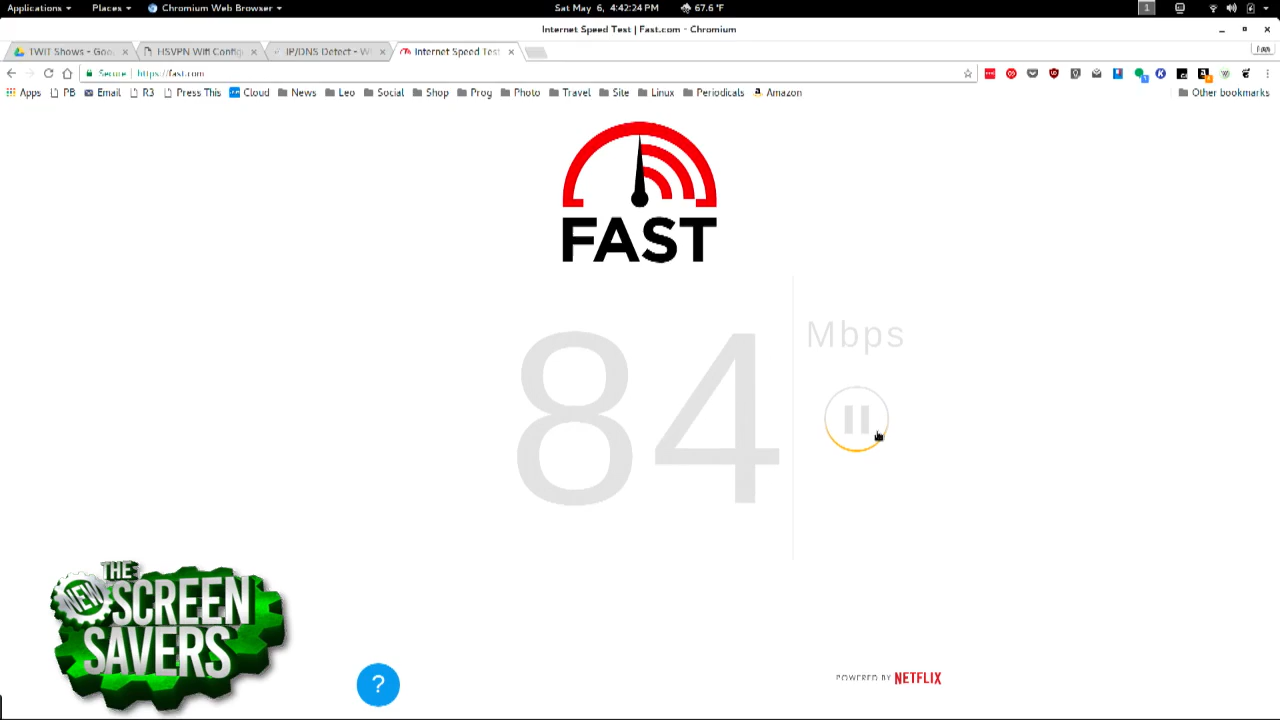 Applications Places Chromium Web Browser Sat May 6, 4:42:24 PM 67.6 °F 1
Internet Speed Test | Fast.com - Chromium
TWiT Shows - Goo HSVPN Wifi Config IP/DNS Detect - W Internet Speed Test
Secure https://fast.com
Apps PB Email R3 Press This Cloud News Leo Social Shop Prog Photo Travel Site Linux Periodicals Amazon Other bookmarks
FAST
84 Mbps
THE
NEW SCREEN
SAVERS
?
POWERED BY NETFLIX